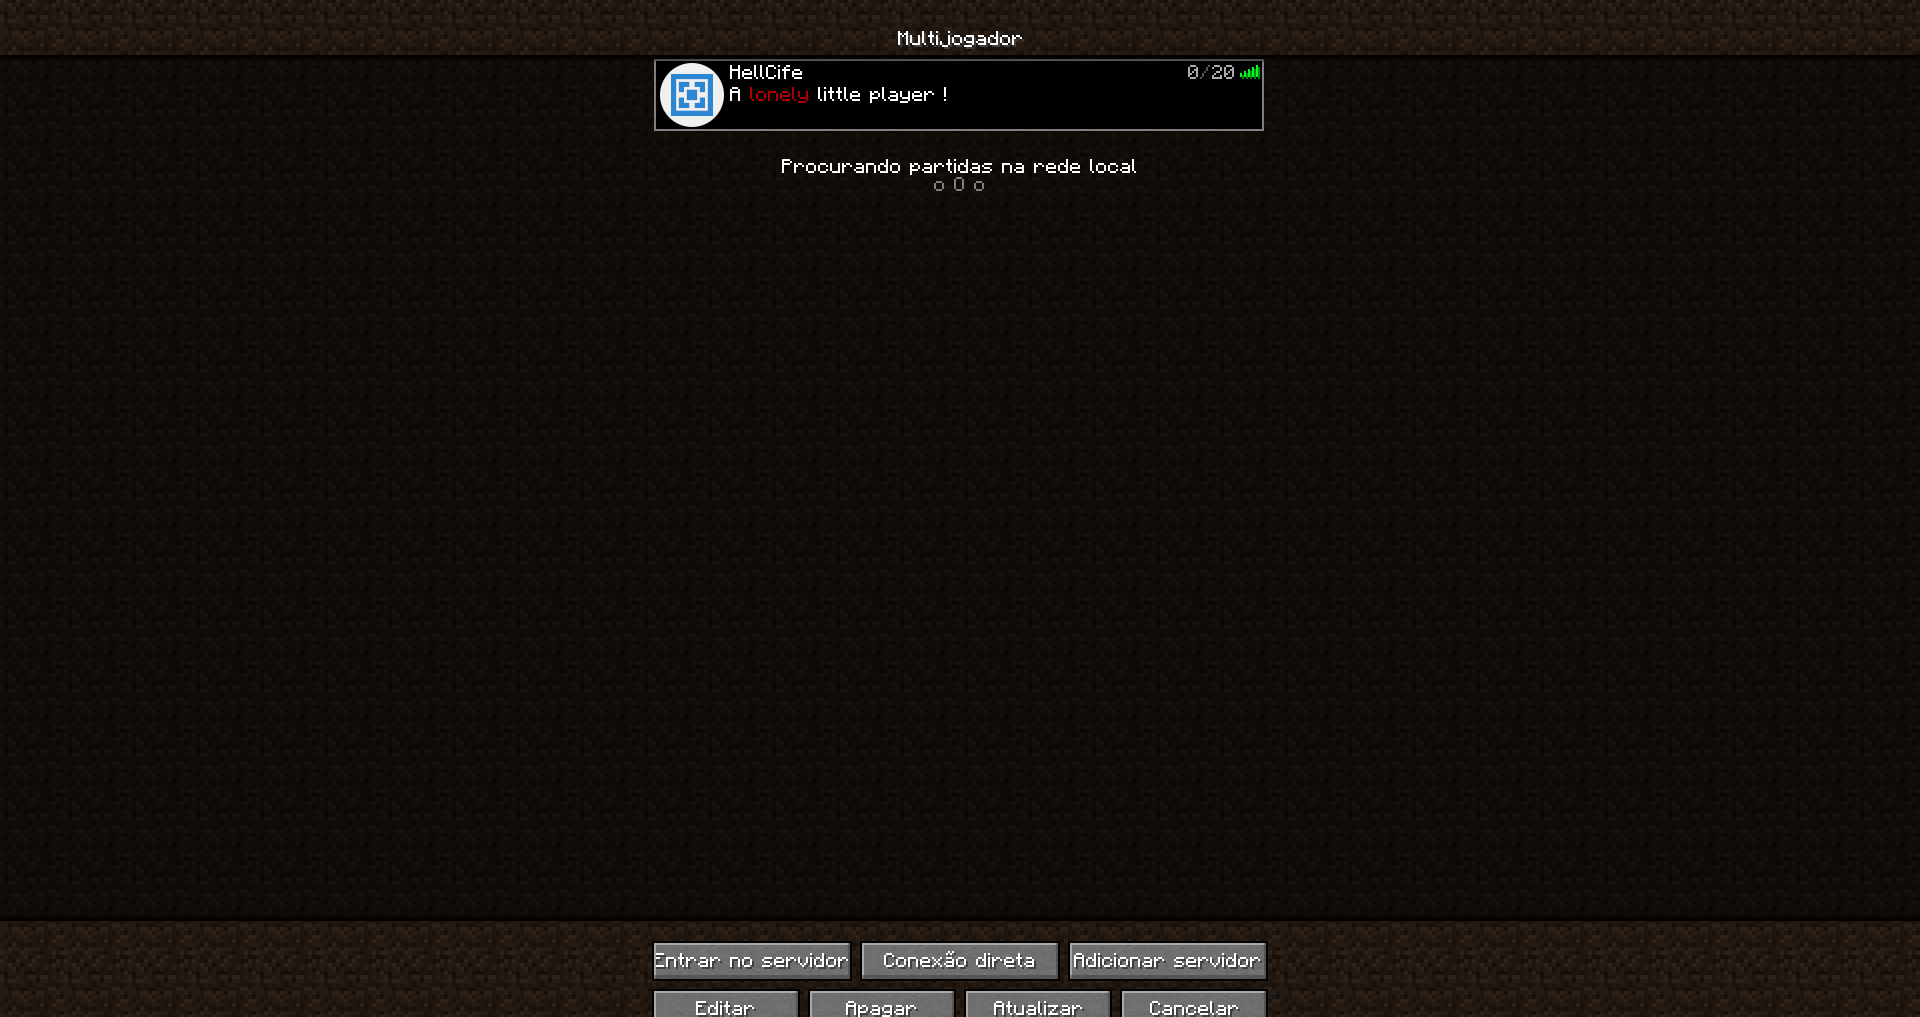 Multijogador
HellCife 0/20
A lonely little player !
Procurando partidas na rede local
o O o
Entrar no servidor Conexão direta Adicionar servidor
Editar Apagar Atualizar Cancelar